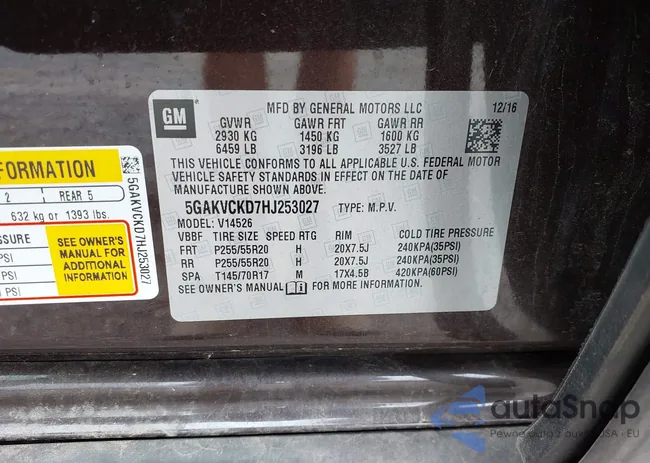 FORMATION
2 REAR 5
632 kg or 1393 lbs.
SSURE
PSI
PSI
PSI
SEE OWNER'S
MANUAL FOR
ADDITIONAL
INFORMATION
5GAKVCKD7HJ253027
GM
MFD BY GENERAL MOTORS LLC 12/16
GVWR GAWR FRT GAWR RR
2930 KG 1450 KG 1600 KG
6459 LB 3196 LB 3527 LB
THIS VEHICLE CONFORMS TO ALL APPLICABLE U.S. FEDERAL MOTOR
VEHICLE SAFETY STANDARDS IN EFFECT ON THE DATE OF
MANUFACTURE SHOWN ABOVE.
5GAKVCKD7HJ253027 TYPE: M.P.V.
MODEL: V14526
VBBF TIRE SIZE SPEED RTG RIM COLD TIRE PRESSURE
FRT P255/55R20 H 20X7.5J 240KPA(35PSI)
RR P255/55R20 H 20X7.5J 240KPA(35PSI)
SPA T145/70R17 M 17X4.5B 420KPA(60PSI)
SEE OWNER'S MANUAL FOR MORE INFORMATION.
autoSnap
Pewne auta z aukcji USA - EU